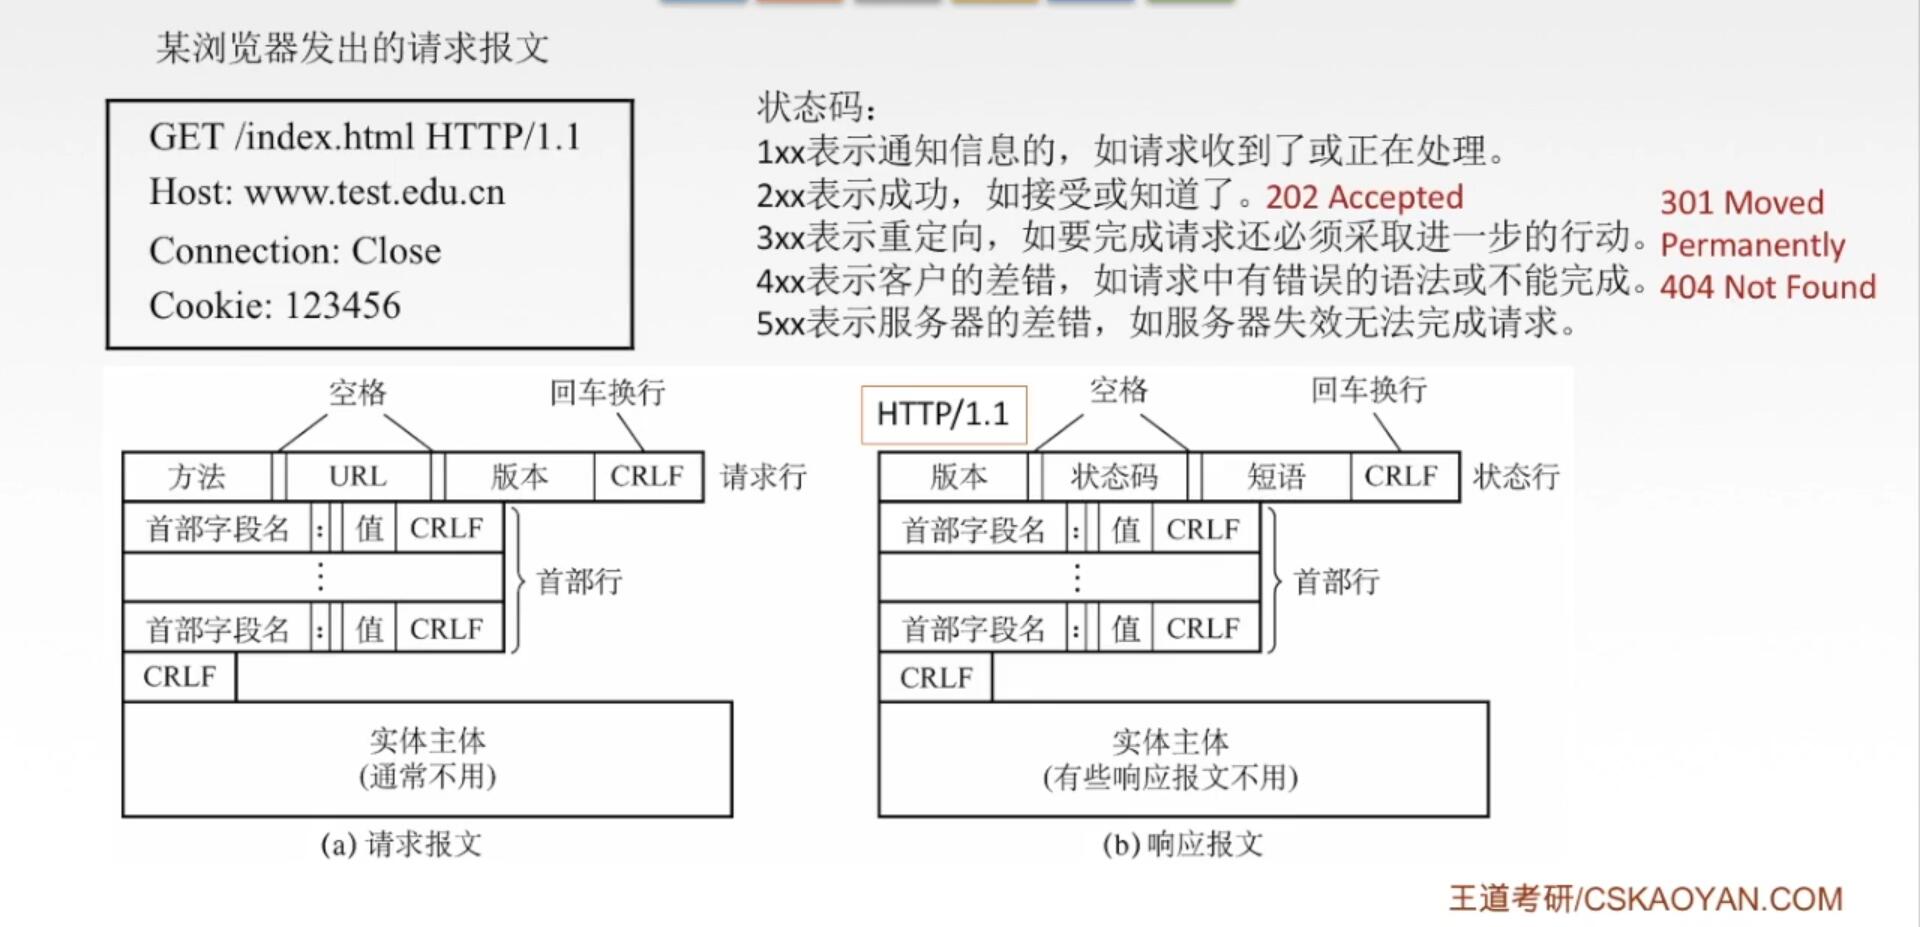 某浏览器发出的请求报文
GET /index.html HTTP/1.1
Host: www.test.edu.cn
Connection: Close
Cookie: 123456
状态码：
1xx表示通知信息的，如请求收到了或正在处理。
2xx表示成功，如接受或知道了。202 Accepted
3xx表示重定向，如要完成请求还必须采取进一步的行动。
301 Moved
Permanently
4xx表示客户的差错，如请求中有错误的语法或不能完成。404 Not Found
5xx表示服务器的差错，如服务器失效无法完成请求。
空格 回车换行
方法 URL 版本 CRLF 请求行
首部字段名 : 值 CRLF
⋮ 首部行
首部字段名 : 值 CRLF
CRLF
实体主体
(通常不用)
(a) 请求报文
HTTP/1.1 空格 回车换行
版本 状态码 短语 CRLF 状态行
首部字段名 : 值 CRLF
⋮ 首部行
首部字段名 : 值 CRLF
CRLF
实体主体
(有些响应报文不用)
(b) 响应报文
王道考研/CSKAOYAN.COM